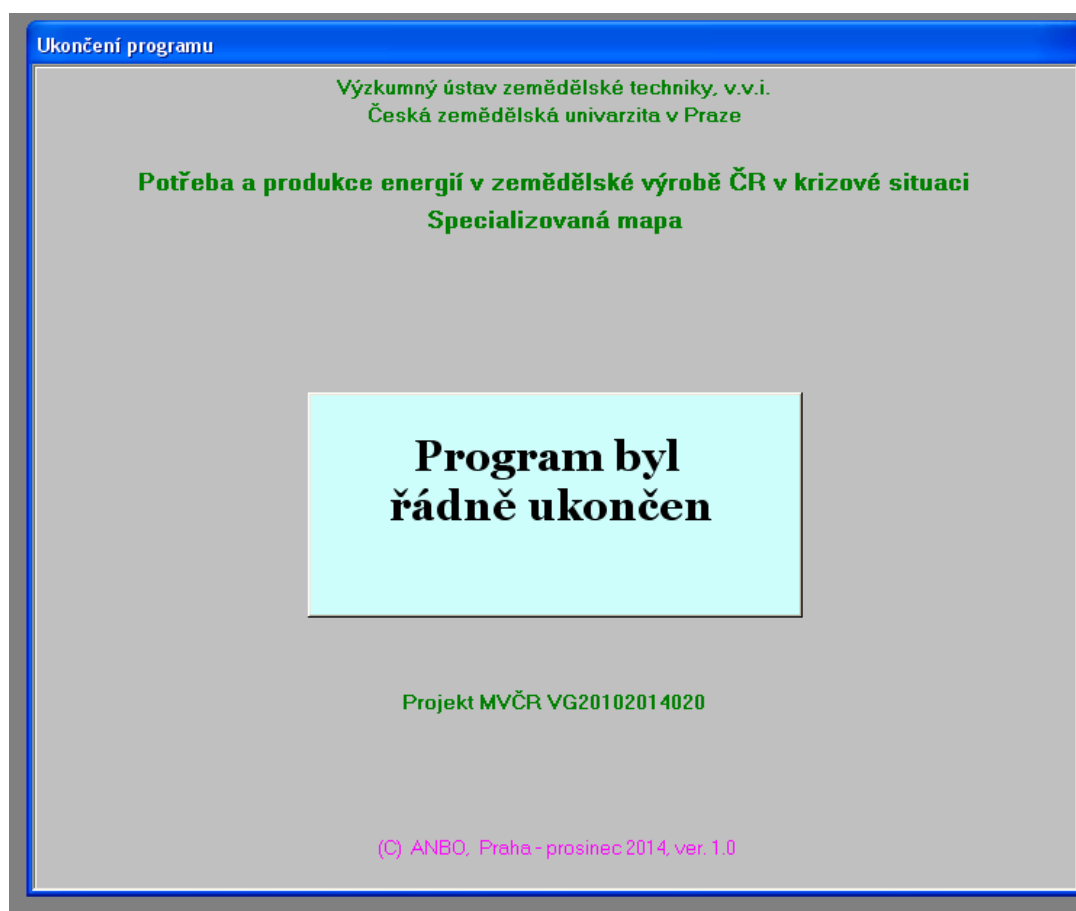 Ukončení programu
Výzkumný ústav zemědělské techniky, v.v.i.
Česká zemědělská univarzita v Praze
Potřeba a produkce energií v zemědělské výrobě ČR v krizové situaci
Specializovaná mapa
Program byl
řádně ukončen
Projekt MVČR VG20102014020
(C) ANBO, Praha - prosinec 2014, ver. 1.0